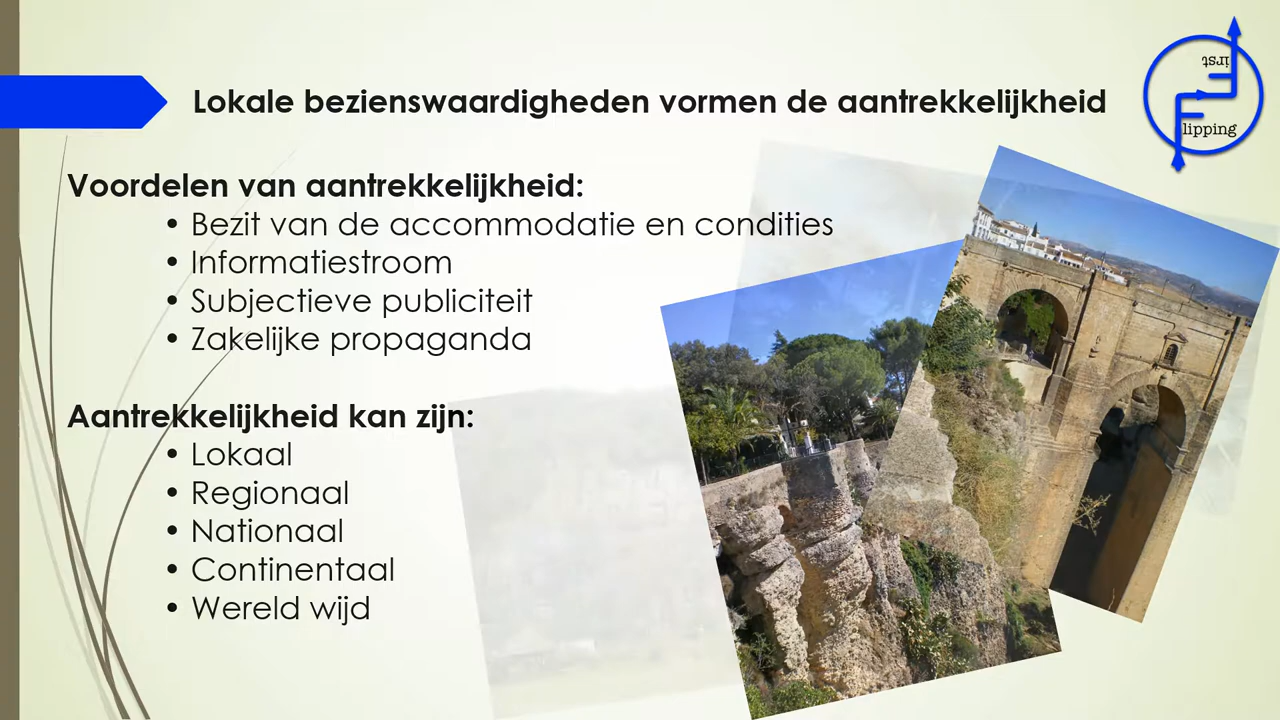 Lokale bezienswaardigheden vormen de aantrekkelijkheid
irst
lipping
Voordelen van aantrekkelijkheid:
• Bezit van de accommodatie en condities
• Informatiestroom
• Subjectieve publiciteit
• Zakelijke propaganda
Aantrekkelijkheid kan zijn:
• Lokaal
• Regionaal
• Nationaal
• Continentaal
• Wereld wijd